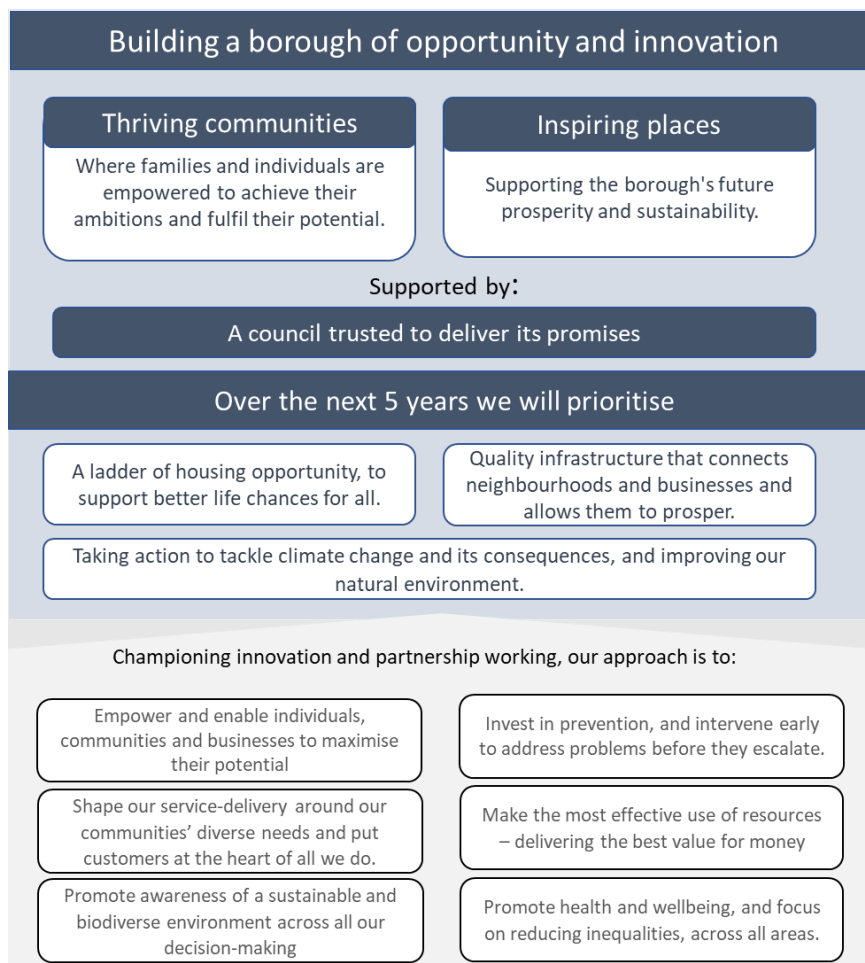 Building a borough of opportunity and innovation
Thriving communities
Where families and individuals are
empowered to achieve their
ambitions and fulfil their potential.
Inspiring places
Supporting the borough's future
prosperity and sustainability.
Supported by:
A council trusted to deliver its promises
Over the next 5 years we will prioritise
A ladder of housing opportunity, to
support better life chances for all.
Quality infrastructure that connects
neighbourhoods and businesses and
allows them to prosper.
Taking action to tackle climate change and its consequences, and improving our
natural environment.
Championing innovation and partnership working, our approach is to:
Empower and enable individuals,
communities and businesses to maximise
their potential
Invest in prevention, and intervene early
to address problems before they escalate.
Shape our service-delivery around our
communities’ diverse needs and put
customers at the heart of all we do.
Make the most effective use of resources
– delivering the best value for money
Promote awareness of a sustainable and
biodiverse environment across all our
decision-making
Promote health and wellbeing, and focus
on reducing inequalities, across all areas.